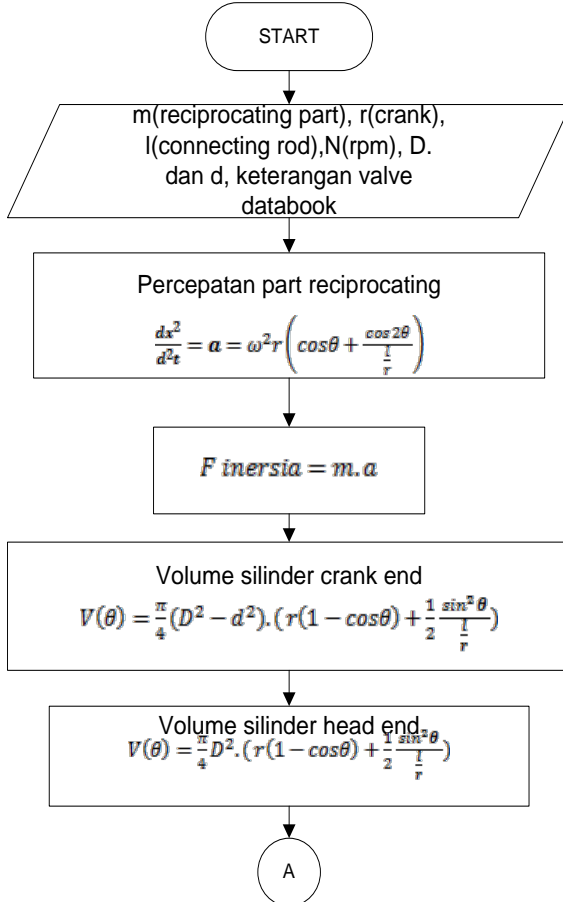 START
m(reciprocating part), r(crank),
l(connecting rod),N(rpm), D.
dan d, keterangan valve
databook
Percepatan part reciprocating
dx²/d²t = a = ω²r(cosθ + cos2θ/(l/r))
F inersia = m.a
Volume silinder crank end
V(θ) = π/4 (D² − d²).(r(1 − cosθ) + 1/2 sin²θ/(l/r))
Volume silinder head end
V(θ) = π/4 D².(r(1 − cosθ) + 1/2 sin²θ/(l/r))
A